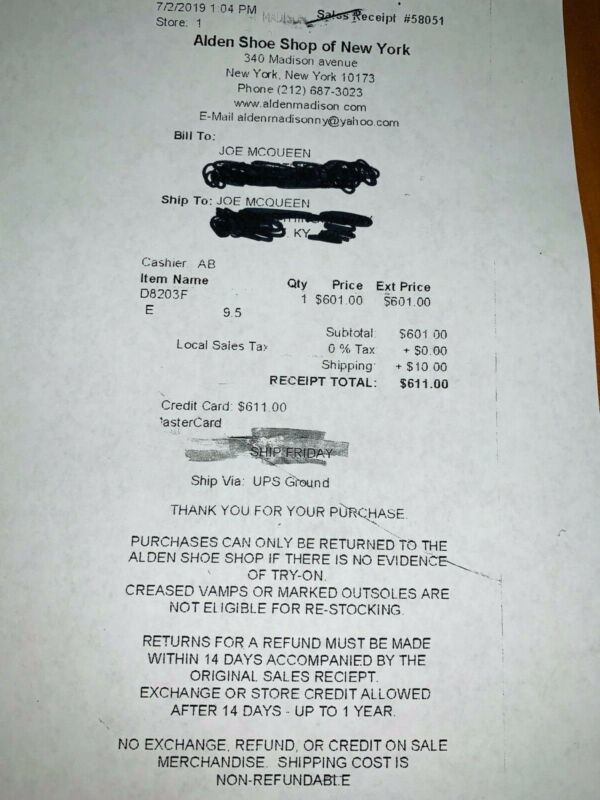 7/2/2019 1:04 PM
Store: 1
Sales Receipt #58051
Alden Shoe Shop of New York
340 Madison avenue
New York, New York 10173
Phone (212) 687-3023
www.aldenmadison.com
E-Mail aldenmadisonny@yahoo.com
Bill To:
JOE MCQUEEN
Ship To: JOE MCQUEEN
KY
Cashier AB
Item Name Qty Price Ext Price
D8203F 1 $601.00 $601.00
E 9.5
Subtotal: $601.00
Local Sales Tax 0 % Tax + $0.00
Shipping: + $10.00
RECEIPT TOTAL: $611.00
Credit Card: $611.00
asterCard
SHIP FRIDAY
Ship Via: UPS Ground
THANK YOU FOR YOUR PURCHASE.
PURCHASES CAN ONLY BE RETURNED TO THE
ALDEN SHOE SHOP IF THERE IS NO EVIDENCE
OF TRY-ON.
CREASED VAMPS OR MARKED OUTSOLES ARE
NOT ELIGIBLE FOR RE-STOCKING.
RETURNS FOR A REFUND MUST BE MADE
WITHIN 14 DAYS ACCOMPANIED BY THE
ORIGINAL SALES RECIEPT.
EXCHANGE OR STORE CREDIT ALLOWED
AFTER 14 DAYS - UP TO 1 YEAR.
NO EXCHANGE, REFUND, OR CREDIT ON SALE
MERCHANDISE. SHIPPING COST IS
NON-REFUNDABLE